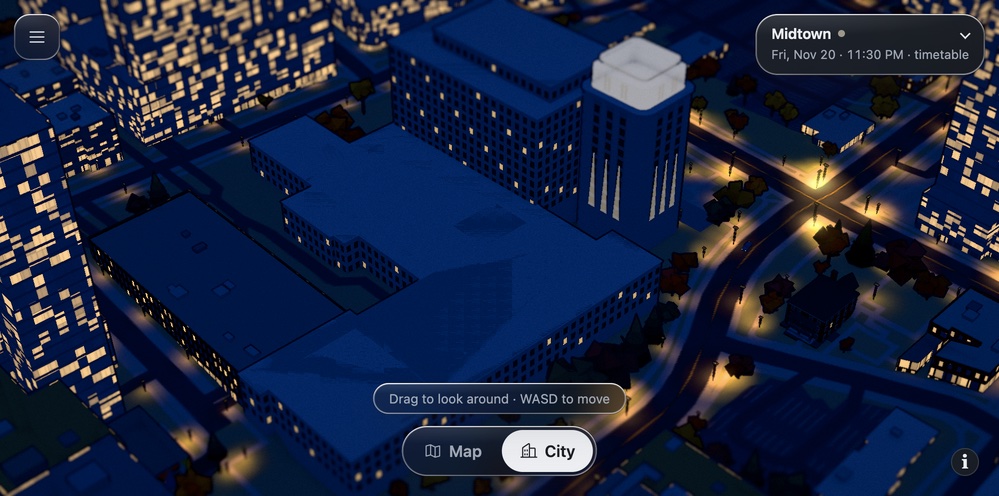 Midtown
Fri, Nov 20 · 11:30 PM · timetable
Drag to look around · WASD to move
Map
City
i